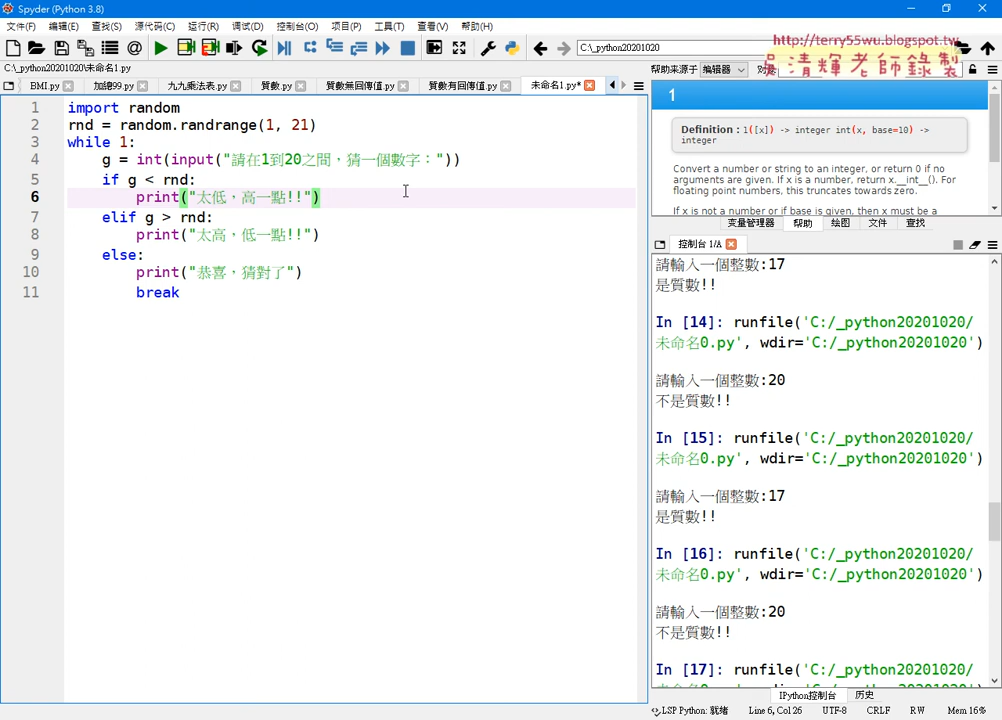 Spyder (Python 3.8)
文件(F) 编辑(E) 查找(S) 源代码(C) 运行(R) 调试(D) 控制台(O) 项目(P) 工具(T) 查看(V) 帮助(H)
C:\_python20201020
http://terry55wu.blogspot.tw
吳清輝老師錄製
C:\_python20201020\未命名1.py
帮助来源于 编辑器 对
BMI.py 加總99.py 九九乘法表.py 質數.py 質數無回傳值.py 質數有回傳值.py 未命名1.py*
1 import random
2 rnd = random.randrange(1, 21)
3 while 1:
4 g = int(input("請在1到20之間，猜一個數字："))
5 if g < rnd:
6 print("太低，高一點!!")
7 elif g > rnd:
8 print("太高，低一點!!")
9 else:
10 print("恭喜，猜對了")
11 break
1
Definition : 1([x]) -> integer int(x, base=10) -> integer
Convert a number or string to an integer, or return 0 if no
arguments are given. If x is a number, return x.__int__(). For
floating point numbers, this truncates towards zero.
If x is not a number or if base is given, then x must be a
变量管理器 帮助 绘图 文件 查找
控制台 1/A
請輸入一個整數:17
是質數!!
In [14]: runfile('C:/_python20201020/
未命名0.py', wdir='C:/_python20201020')
請輸入一個整數:20
不是質數!!
In [15]: runfile('C:/_python20201020/
未命名0.py', wdir='C:/_python20201020')
請輸入一個整數:17
是質數!!
In [16]: runfile('C:/_python20201020/
未命名0.py', wdir='C:/_python20201020')
請輸入一個整數:20
不是質數!!
In [17]: runfile('C:/_python20201020/
IPython控制台 历史
LSP Python: 就绪 Line 6, Col 26 UTF-8 CRLF RW Mem 16%